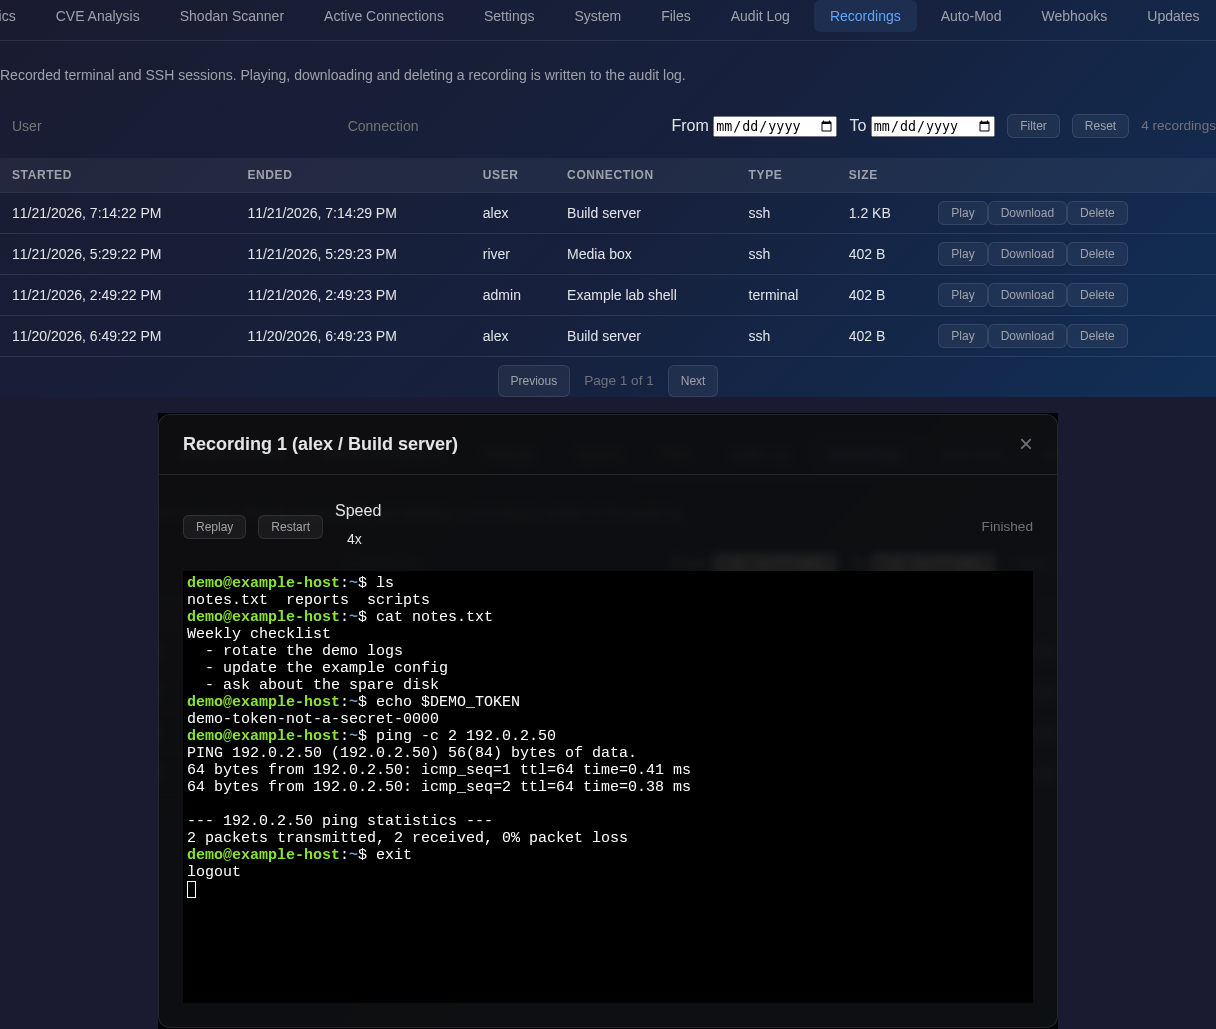 ics CVE Analysis Shodan Scanner Active Connections Settings System Files Audit Log Recordings Auto-Mod Webhooks Updates
Recorded terminal and SSH sessions. Playing, downloading and deleting a recording is written to the audit log.
User Connection From mm/dd/yyyy To mm/dd/yyyy Filter Reset 4 recordings
STARTED ENDED USER CONNECTION TYPE SIZE
11/21/2026, 7:14:22 PM 11/21/2026, 7:14:29 PM alex Build server ssh 1.2 KB Play Download Delete
11/21/2026, 5:29:22 PM 11/21/2026, 5:29:23 PM river Media box ssh 402 B Play Download Delete
11/21/2026, 2:49:22 PM 11/21/2026, 2:49:23 PM admin Example lab shell terminal 402 B Play Download Delete
11/20/2026, 6:49:22 PM 11/20/2026, 6:49:23 PM alex Build server ssh 402 B Play Download Delete
Previous Page 1 of 1 Next
Recording 1 (alex / Build server) ×
Speed
Replay Restart Finished
4x
demo@example-host:~$ ls
notes.txt  reports  scripts
demo@example-host:~$ cat notes.txt
Weekly checklist
  - rotate the demo logs
  - update the example config
  - ask about the spare disk
demo@example-host:~$ echo $DEMO_TOKEN
demo-token-not-a-secret-0000
demo@example-host:~$ ping -c 2 192.0.2.50
PING 192.0.2.50 (192.0.2.50) 56(84) bytes of data.
64 bytes from 192.0.2.50: icmp_seq=1 ttl=64 time=0.41 ms
64 bytes from 192.0.2.50: icmp_seq=2 ttl=64 time=0.38 ms
--- 192.0.2.50 ping statistics ---
2 packets transmitted, 2 received, 0% packet loss
demo@example-host:~$ exit
logout